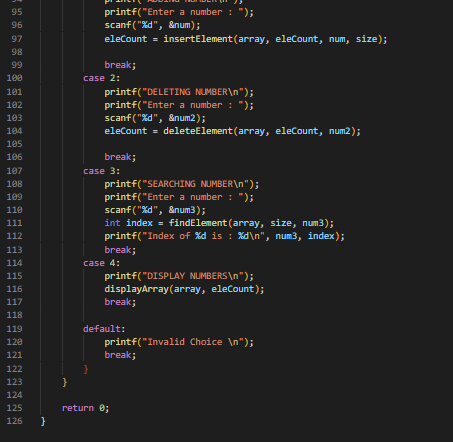 95 printf("Enter a number : ");
96 scanf("%d", &num);
97 eleCount = insertElement(array, eleCount, num, size);
98
99 break;
100 case 2:
101 printf("DELETING NUMBER\n");
102 printf("Enter a number : ");
103 scanf("%d", &num2);
104 eleCount = deleteElement(array, eleCount, num2);
105
106 break;
107 case 3:
108 printf("SEARCHING NUMBER\n");
109 printf("Enter a number : ");
110 scanf("%d", &num3);
111 int index = findElement(array, size, num3);
112 printf("Index of %d is : %d\n", num3, index);
113 break;
114 case 4:
115 printf("DISPLAY NUMBERS\n");
116 displayArray(array, eleCount);
117 break;
118
119 default:
120 printf("Invalid Choice \n");
121 break;
122 }
123 }
124
125 return 0;
126 }